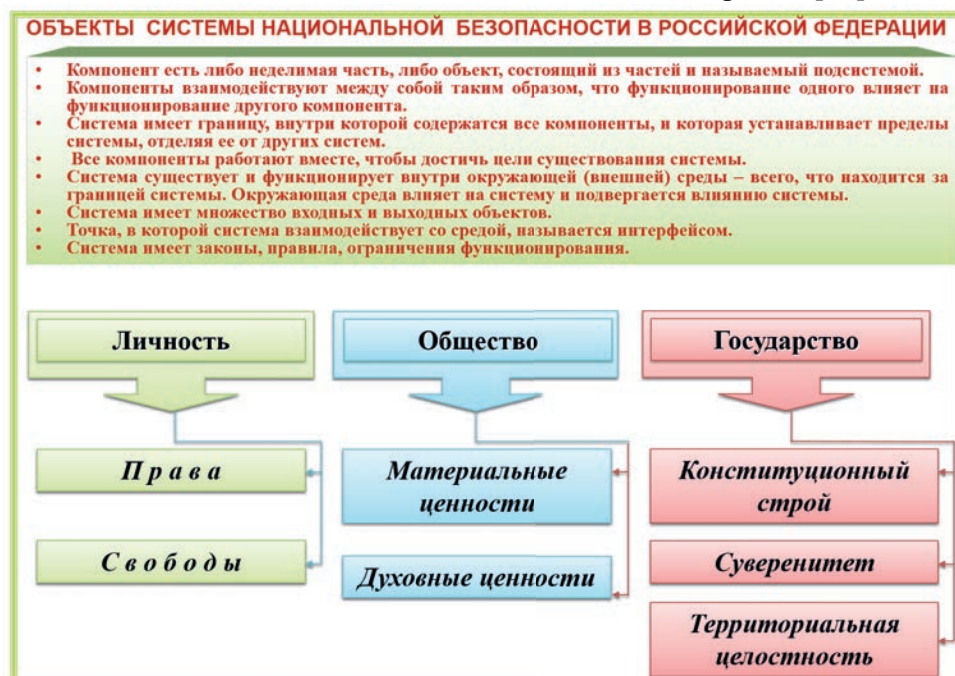 ОБЪЕКТЫ СИСТЕМЫ НАЦИОНАЛЬНОЙ БЕЗОПАСНОСТИ В РОССИЙСКОЙ ФЕДЕРАЦИИ
• Компонент есть либо неделимая часть, либо объект, состоящий из частей и называемый подсистемой.
• Компоненты взаимодействуют между собой таким образом, что функционирование одного влияет на
функционирование другого компонента.
• Система имеет границу, внутри которой содержатся все компоненты, и которая устанавливает пределы
системы, отделяя ее от других систем.
• Все компоненты работают вместе, чтобы достичь цели существования системы.
• Система существует и функционирует внутри окружающей (внешней) среды – всего, что находится за
границей системы. Окружающая среда влияет на систему и подвергается влиянию системы.
• Система имеет множество входных и выходных объектов.
• Точка, в которой система взаимодействует со средой, называется интерфейсом.
• Система имеет законы, правила, ограничения функционирования.
Личность
Права
Свободы
Общество
Материальные
ценности
Духовные ценности
Государство
Конституционный
строй
Суверенитет
Территориальная
целостность